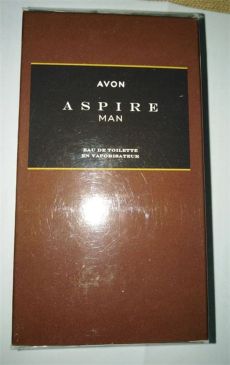 AVON
ASPIRE
MAN
EAU DE TOILETTE
EN VAPORISATEUR